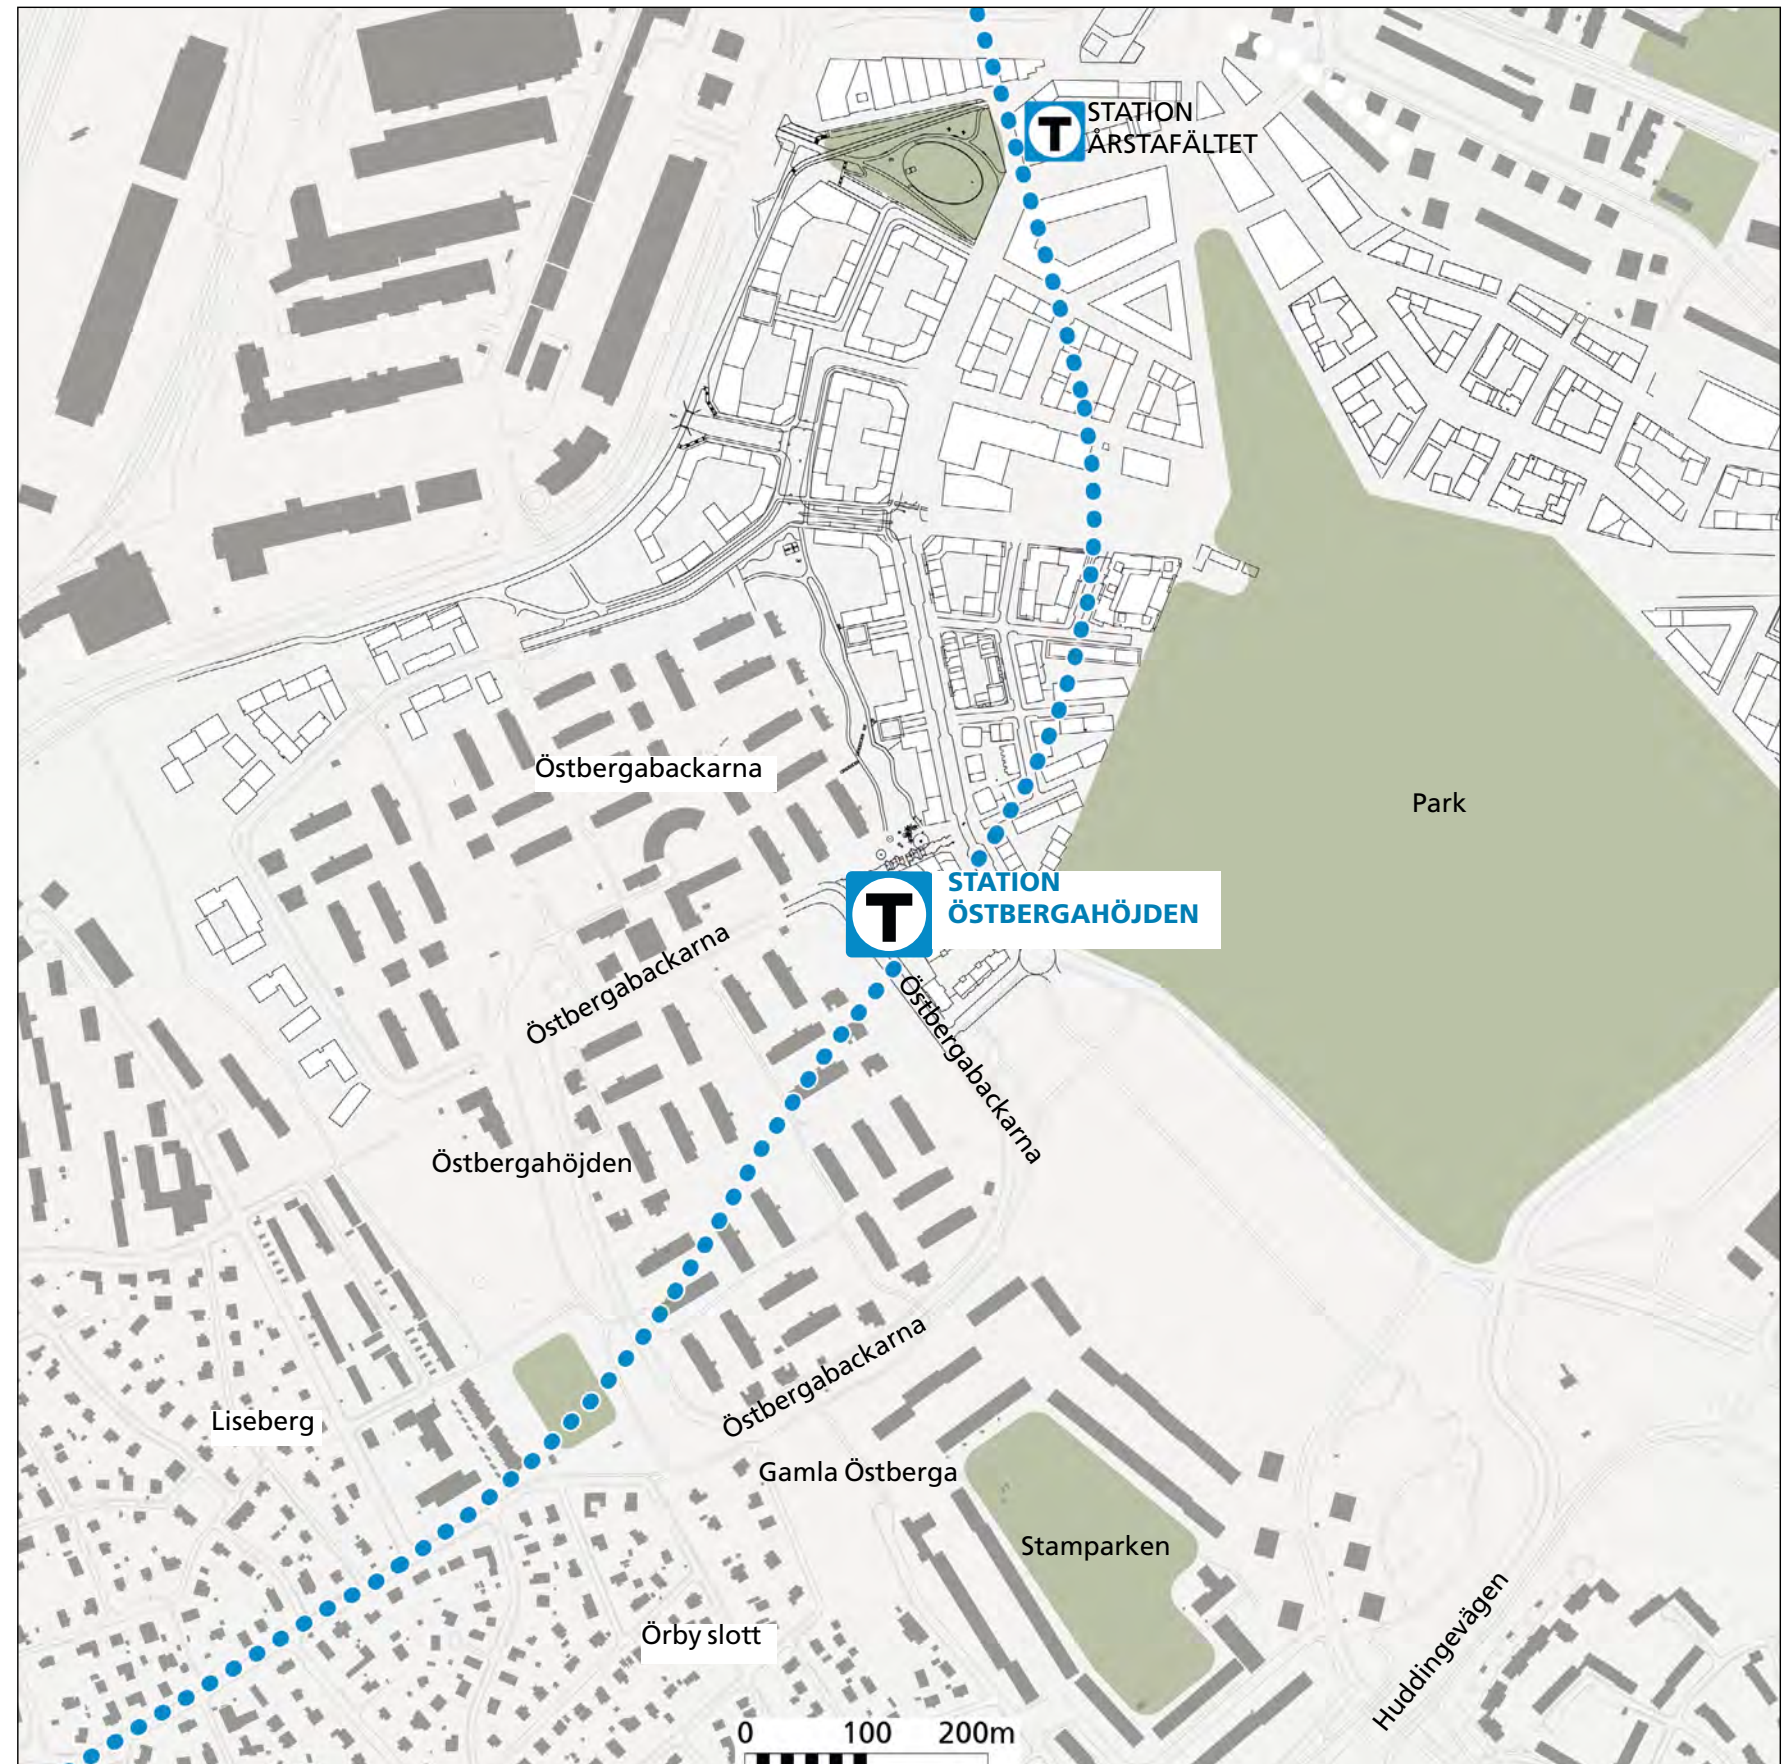 T
STATION
ÅRSTAFÄLTET
Östbergabackarna
Park
T
STATION
ÖSTBERGAHÖJDEN
Östbergabackarna
Östbergabackarna
Östbergahöjden
Östbergabackarna
Liseberg
Gamla Östberga
Stamparken
Huddingevägen
Örby slott
0 100 200m